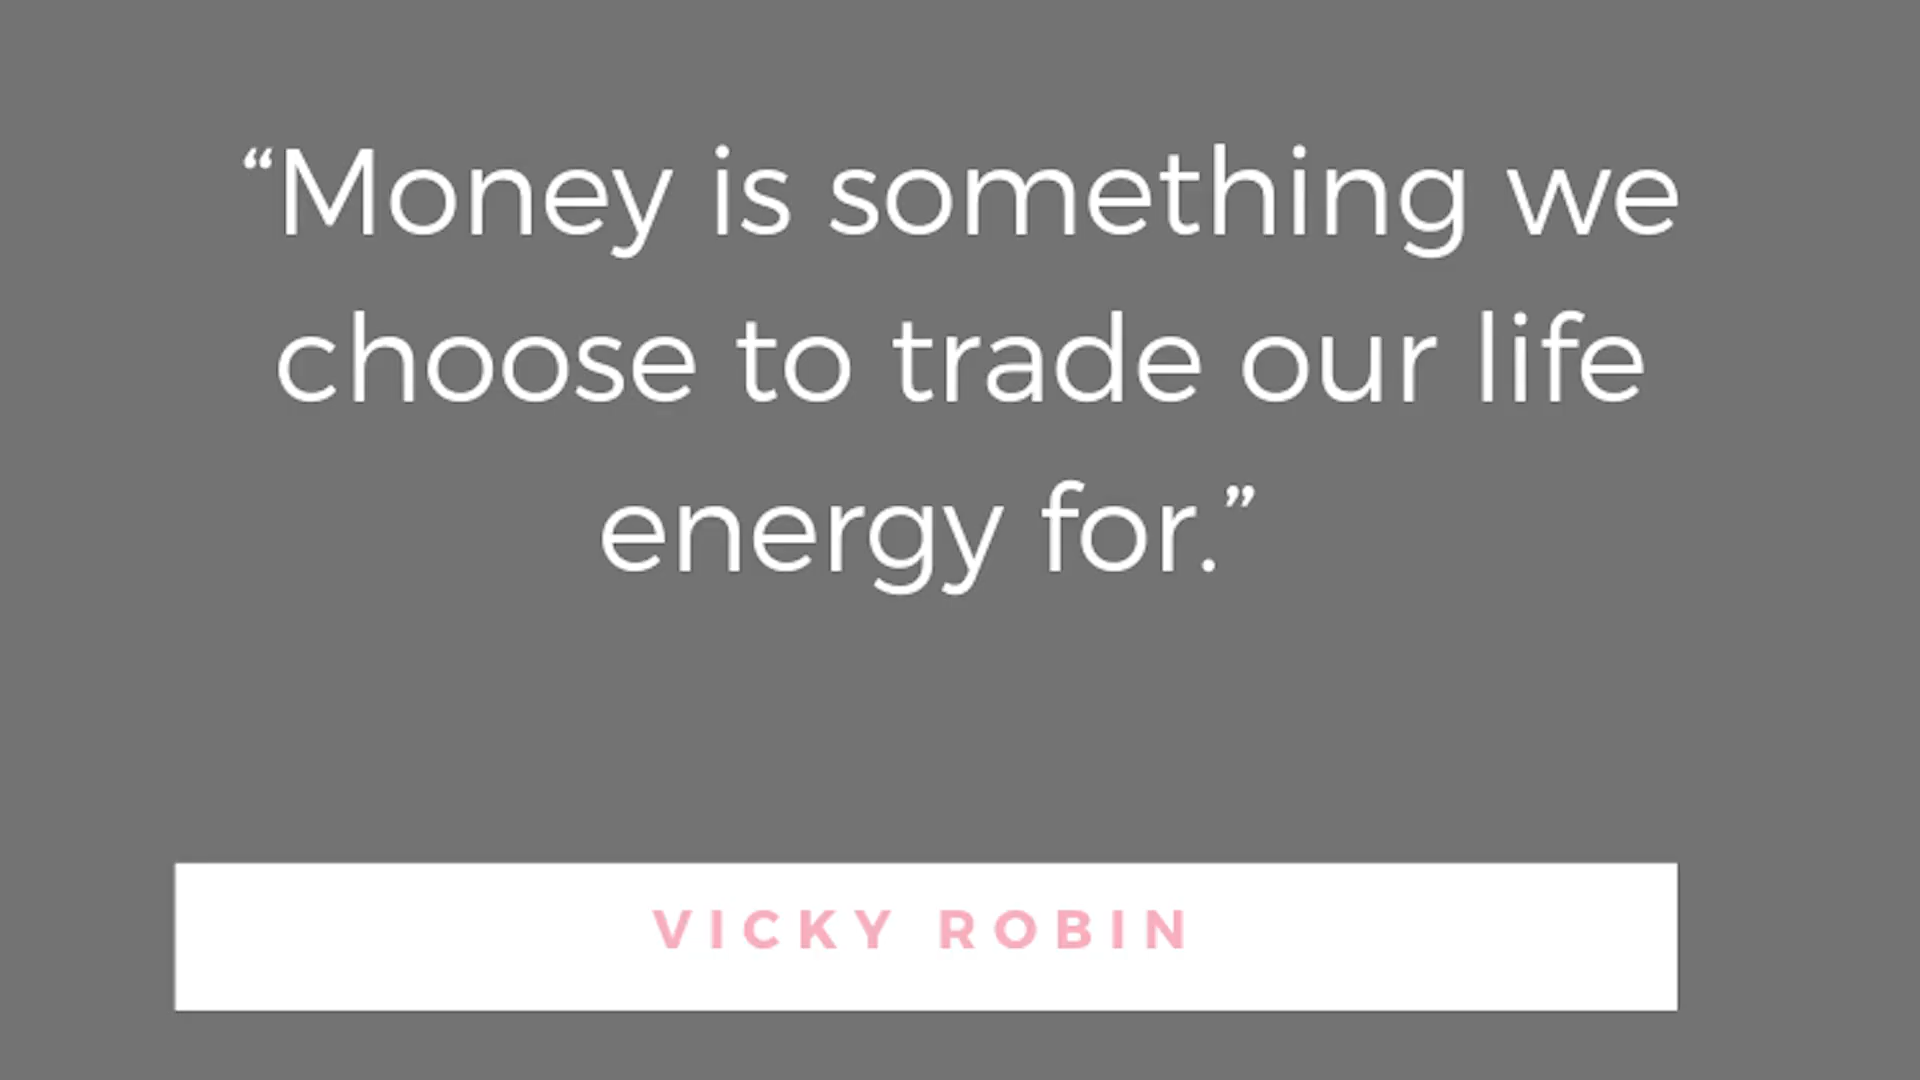 “Money is something we
choose to trade our life
energy for.”
VICKY ROBIN